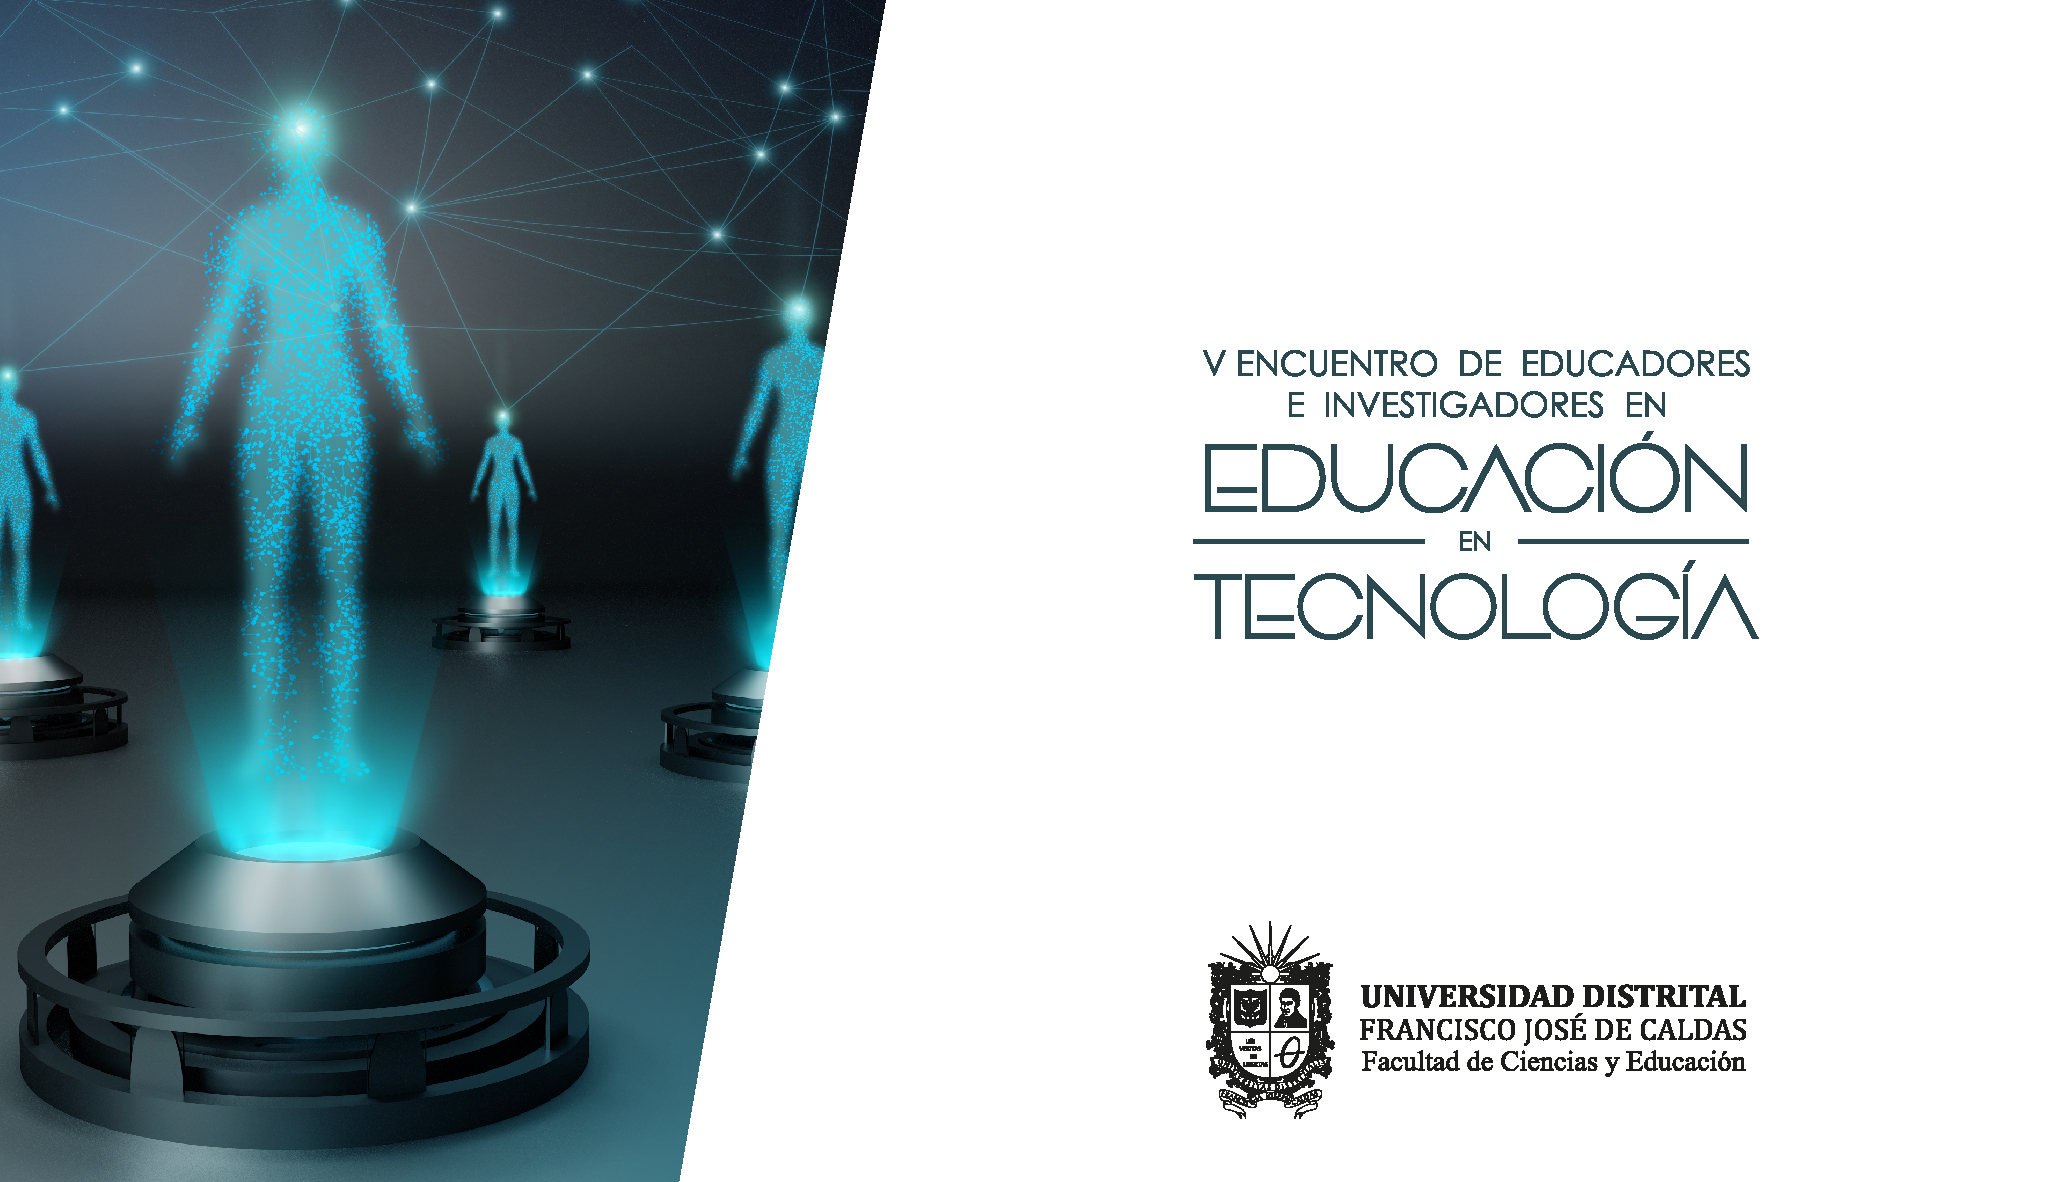 V ENCUENTRO DE EDUCADORES
E INVESTIGADORES EN
EDUCACIÓN
EN
TECNOLOGÍA
UNIVERSIDAD DISTRITAL
FRANCISCO JOSÉ DE CALDAS
Facultad de Ciencias y Educación